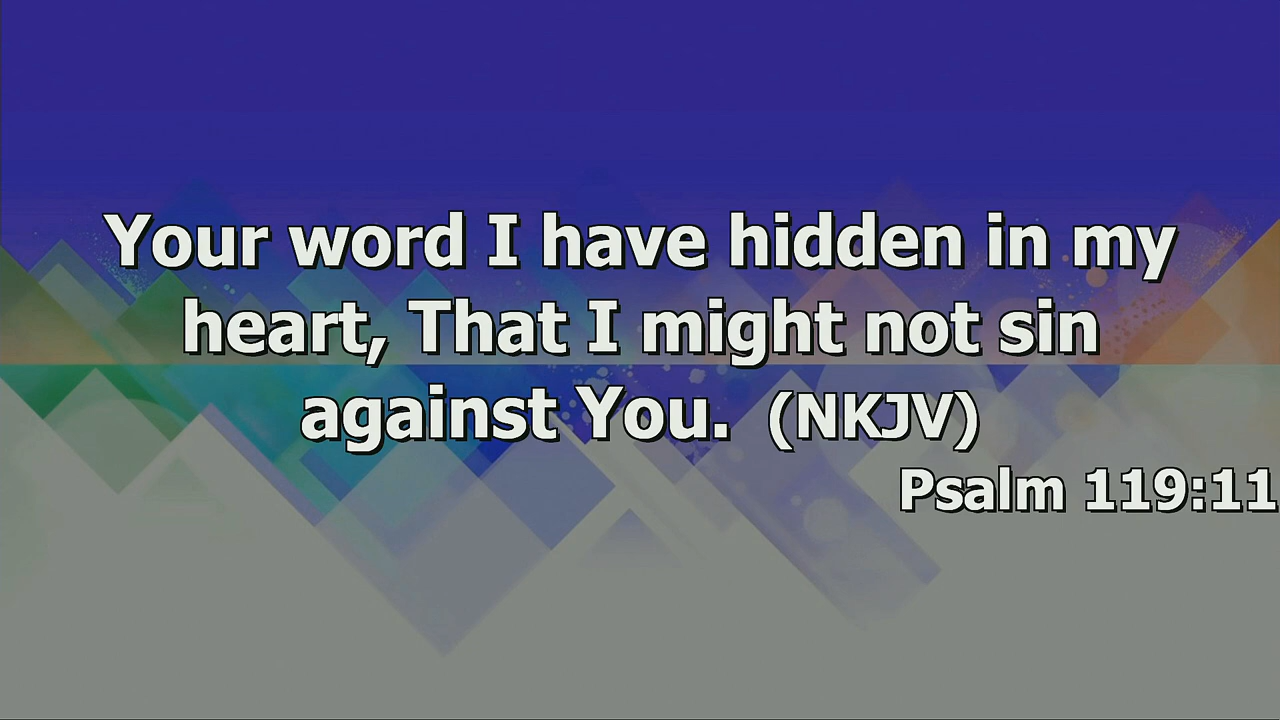 Your word I have hidden in my
heart, That I might not sin
against You. (NKJV)
Psalm 119:11